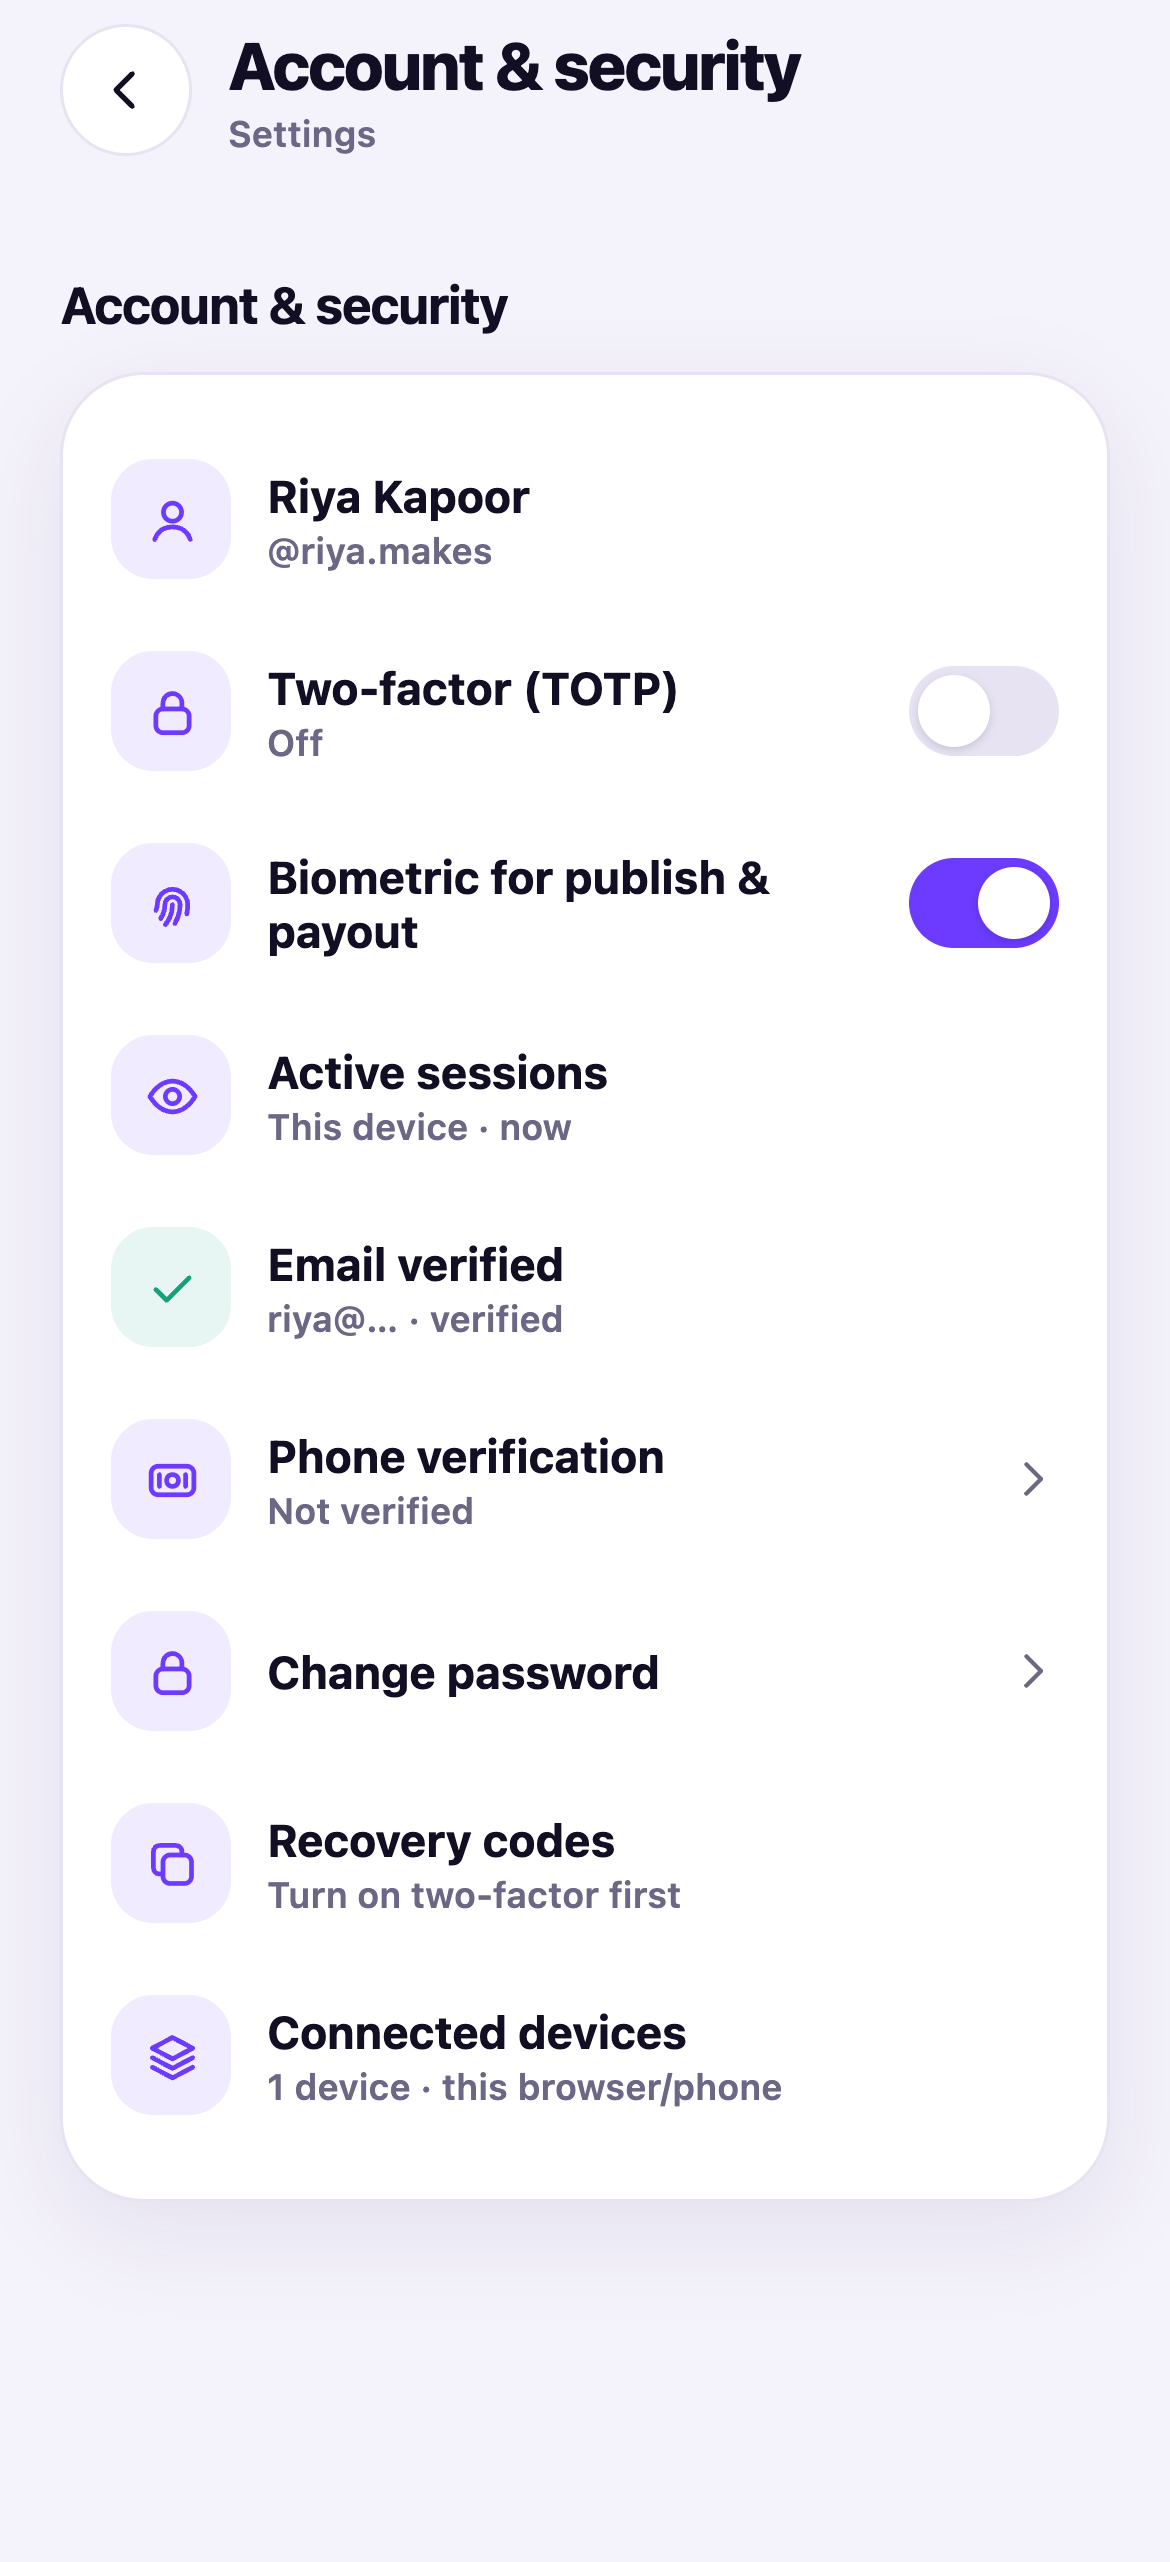 Account & security
Settings
Account & security
Riya Kapoor
@riya.makes
Two-factor (TOTP)
Off
Biometric for publish &
payout
Active sessions
This device · now
Email verified
riya@... · verified
Phone verification
Not verified
Change password
Recovery codes
Turn on two-factor first
Connected devices
1 device · this browser/phone